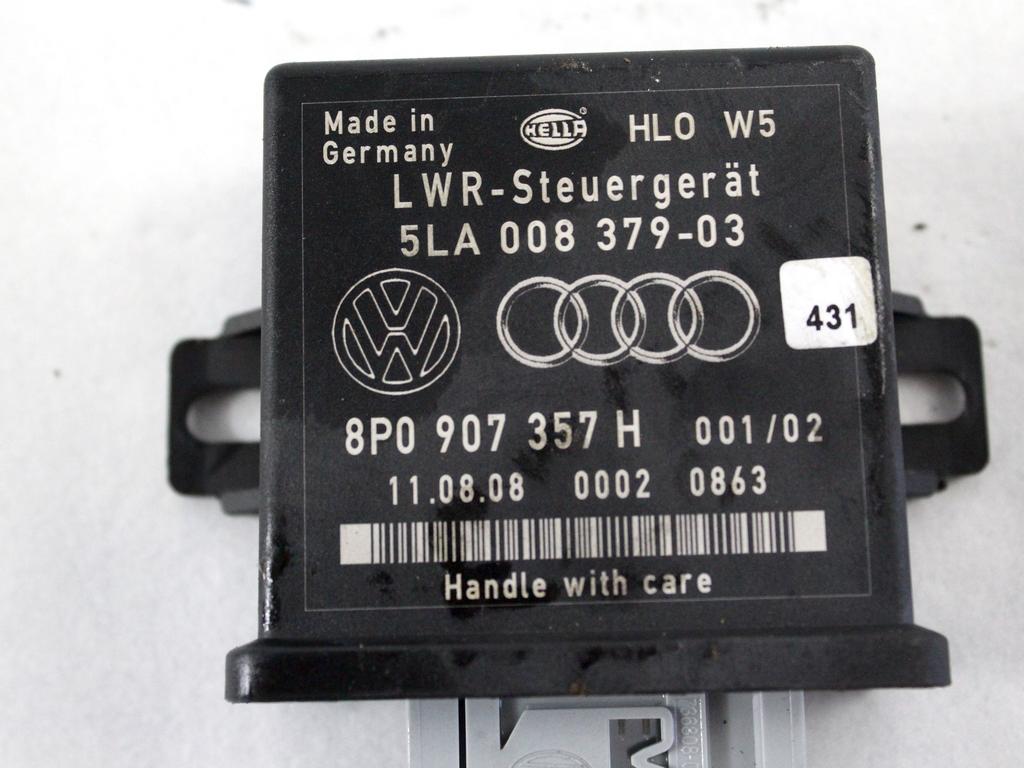 Made in
Germany
HELLA® HLO W5
LWR-Steuergerät
5LA 008 379-03
431
8P0 907 357 H 001/02
11.08.08 0002 0863
Handle with care